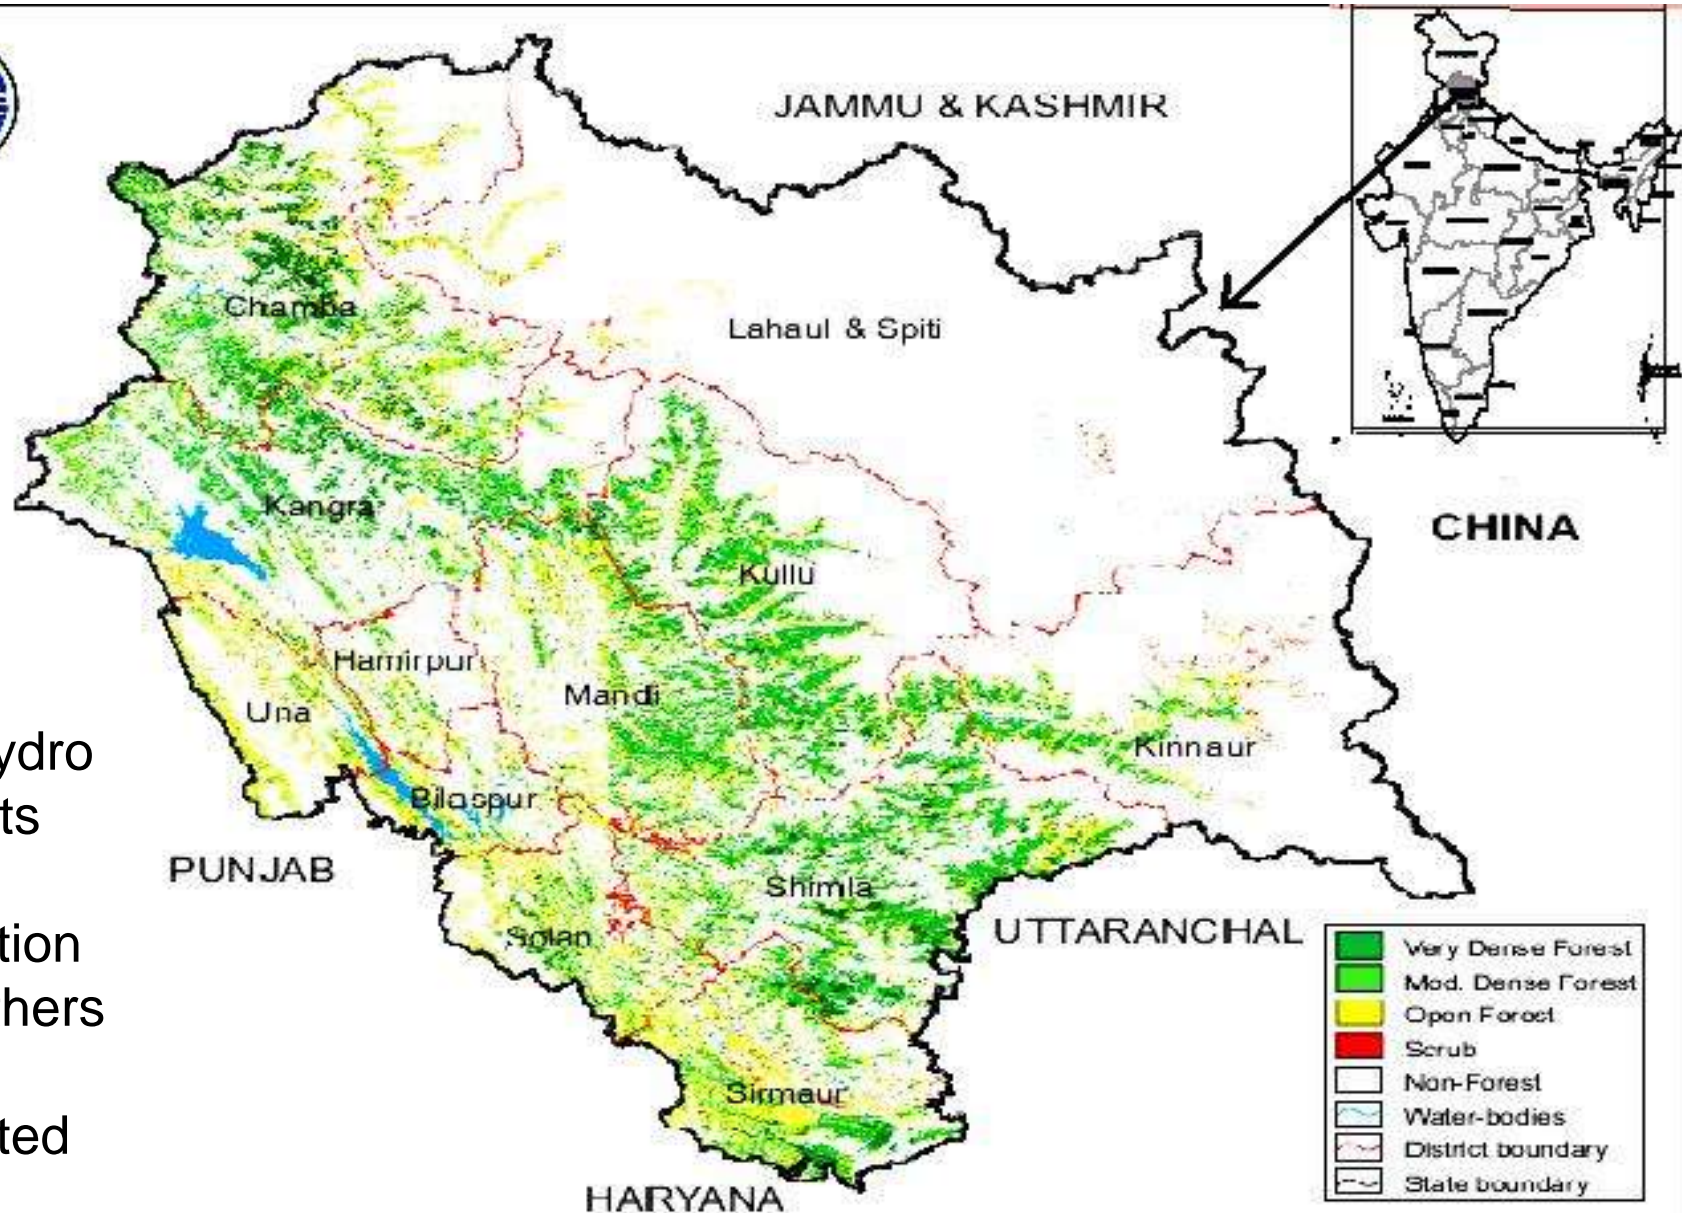 JAMMU & KASHMIR
Chamba
Lahaul & Spiti
Kangra
CHINA
Kullu
Hamirpur
Mandi
Una
Kinnaur
ydro
Bilaspur
ts
PUNJAB
Shimla
UTTARANCHAL
Solan
tion
hers
Sirmaur
ted
HARYANA
Very Dense Forest
Mod. Dense Forest
Open Forest
Scrub
Non-Forest
Water-bodies
District boundary
State boundary